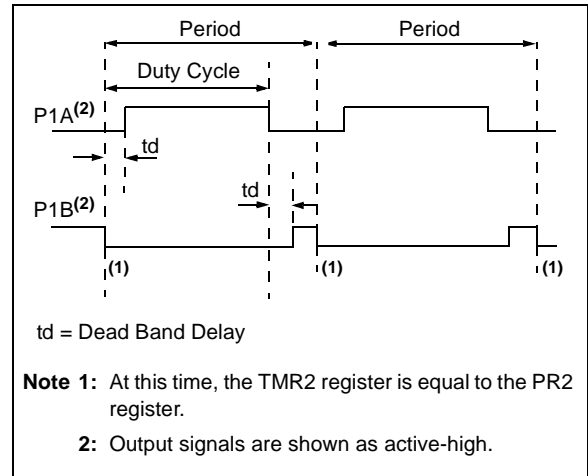 Period Period
Duty Cycle
P1A(2)
td
td
P1B(2)
(1) (1) (1)
td = Dead Band Delay
Note 1: At this time, the TMR2 register is equal to the PR2
register.
2: Output signals are shown as active-high.